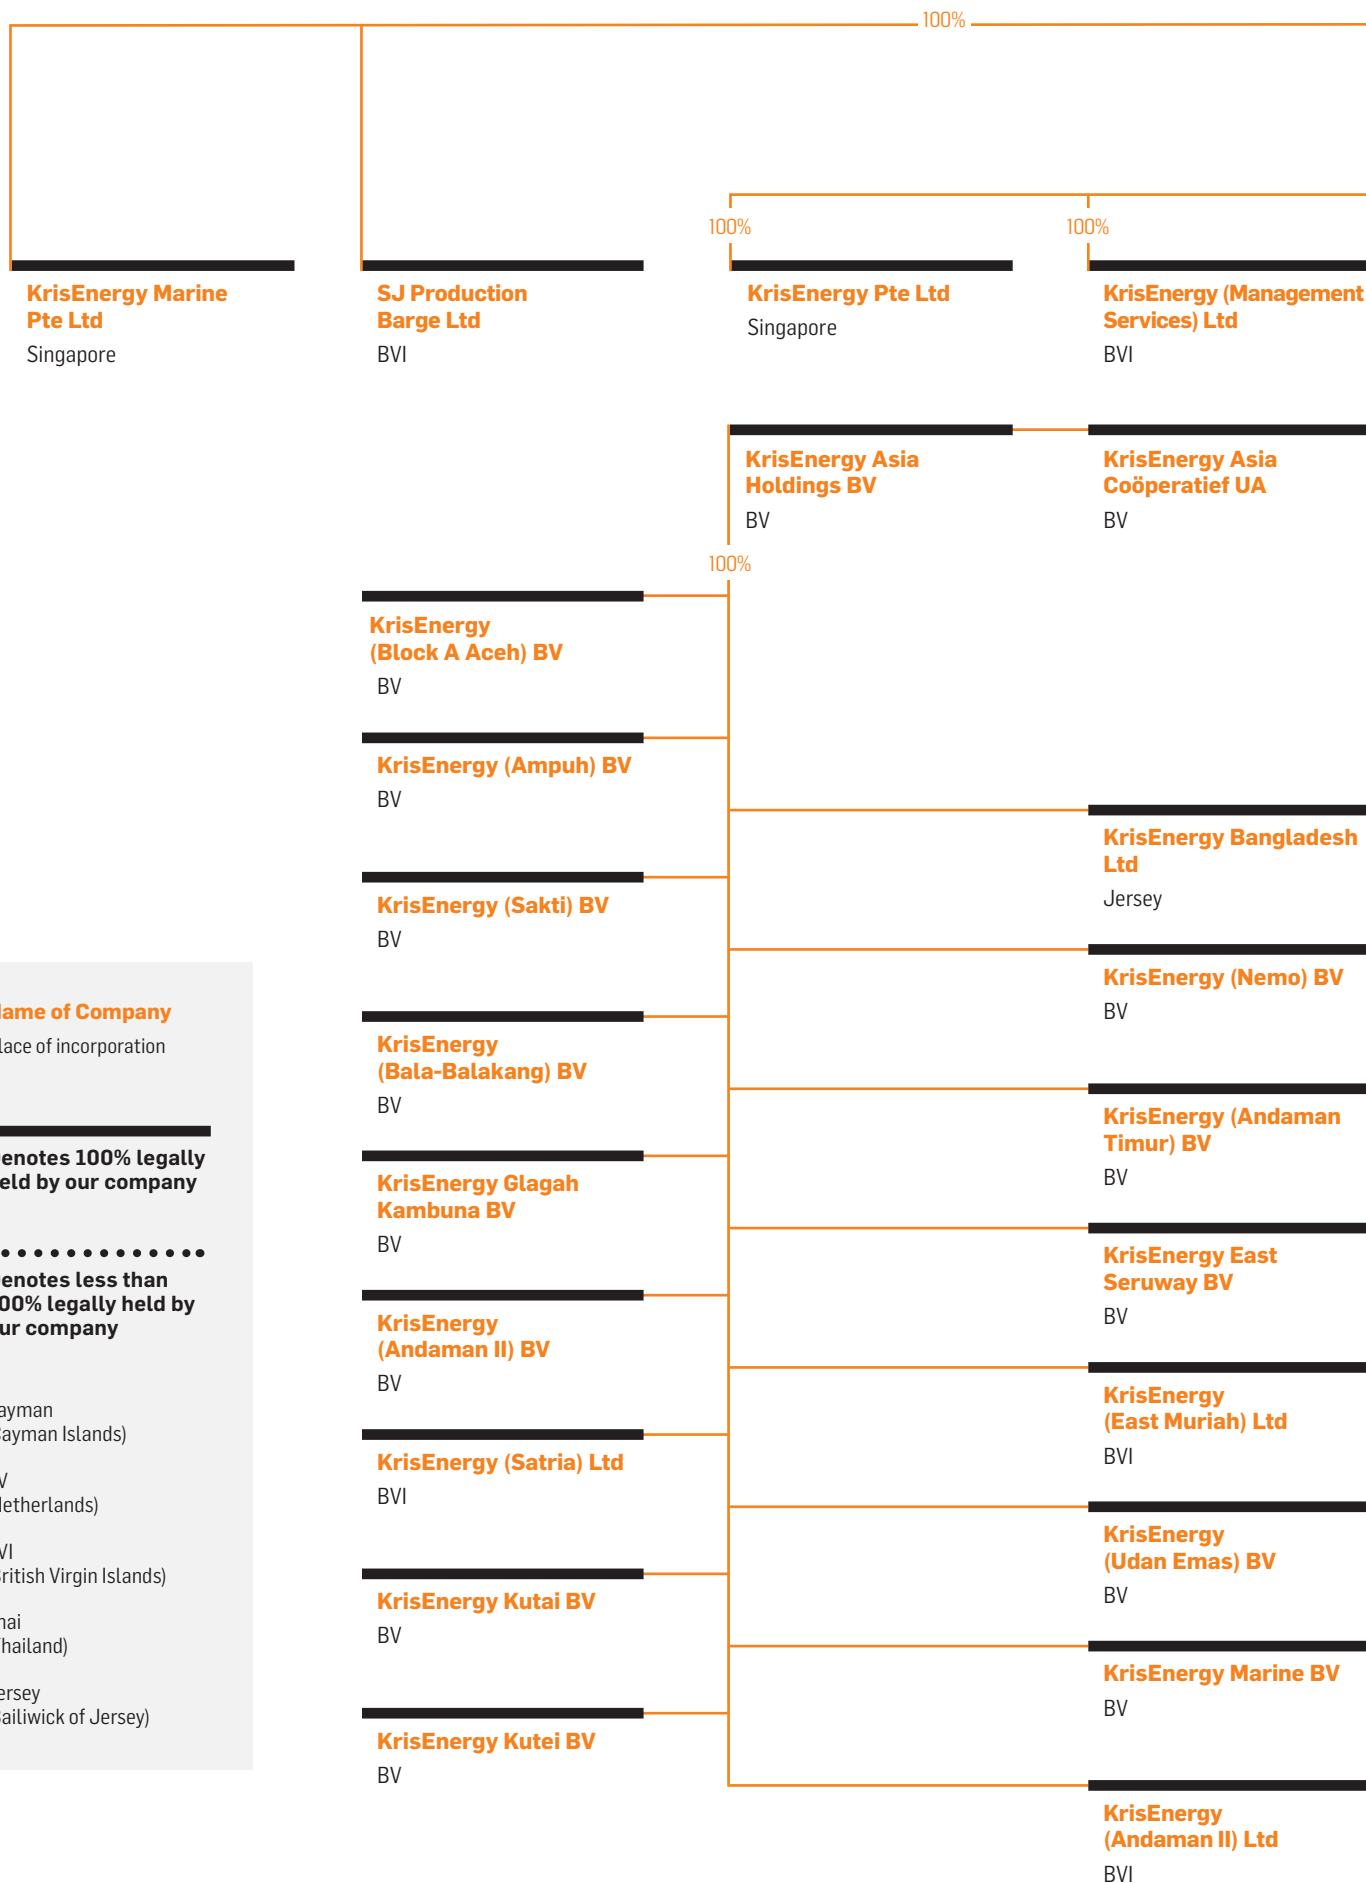 100%
100%
100%
KrisEnergy Marine
Pte Ltd
Singapore
SJ Production
Barge Ltd
BVI
KrisEnergy Pte Ltd
Singapore
KrisEnergy (Management
Services) Ltd
BVI
KrisEnergy Asia
Holdings BV
BV
KrisEnergy Asia
Coöperatief UA
BV
100%
KrisEnergy
(Block A Aceh) BV
BV
KrisEnergy (Ampuh) BV
BV
KrisEnergy (Sakti) BV
BV
KrisEnergy
(Bala-Balakang) BV
BV
KrisEnergy Glagah
Kambuna BV
BV
KrisEnergy
(Andaman II) BV
BV
KrisEnergy (Satria) Ltd
BVI
KrisEnergy Kutai BV
BV
KrisEnergy Kutei BV
BV
KrisEnergy Bangladesh
Ltd
Jersey
KrisEnergy (Nemo) BV
BV
KrisEnergy (Andaman
Timur) BV
BV
KrisEnergy East
Seruway BV
BV
KrisEnergy
(East Muriah) Ltd
BVI
KrisEnergy
(Udan Emas) BV
BV
KrisEnergy Marine BV
BV
KrisEnergy
(Andaman II) Ltd
BVI
ame of Company
lace of incorporation
enotes 100% legally
eld by our company
enotes less than
00% legally held by
ur company
ayman
ayman Islands)
V
etherlands)
VI
ritish Virgin Islands)
hai
hailand)
ersey
ailiwick of Jersey)